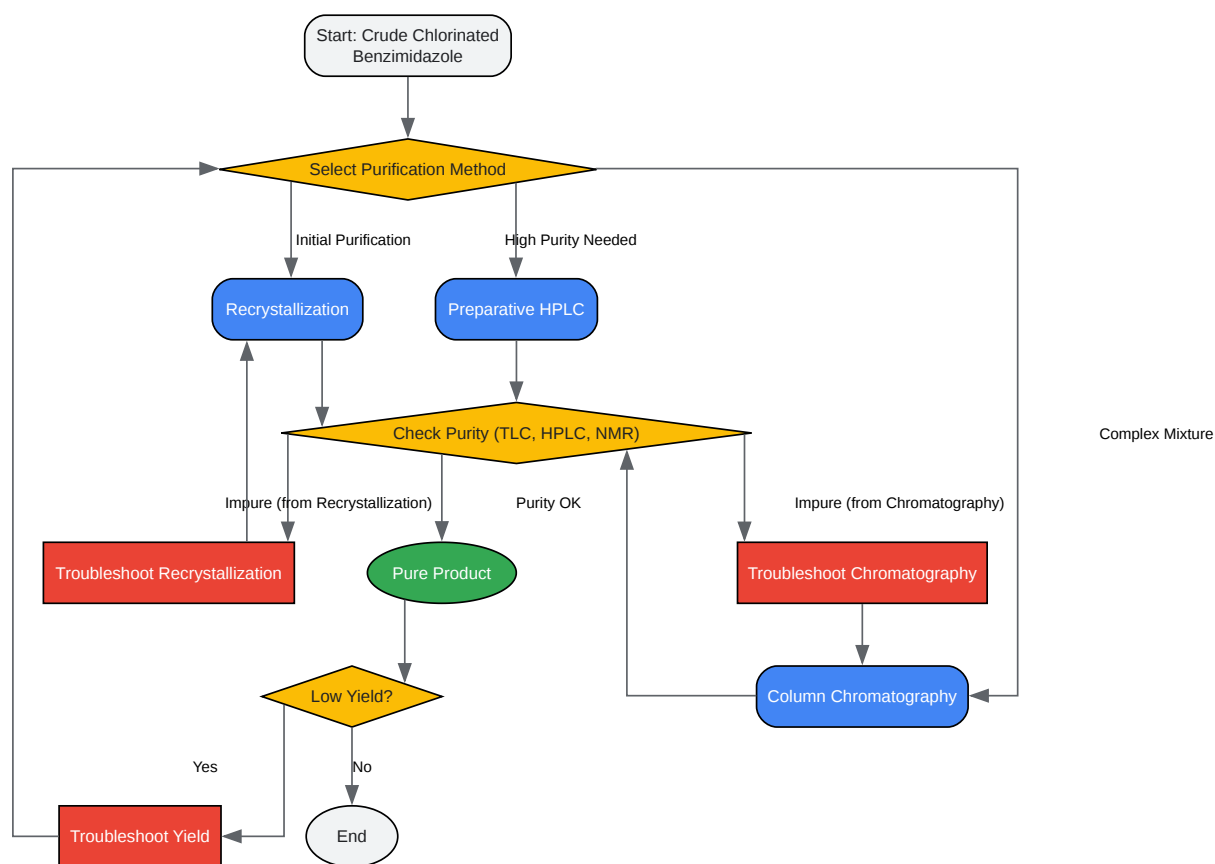 Start: Crude Chlorinated
Benzimidazole
Select Purification Method
Initial Purification
High Purity Needed
Recrystallization
Preparative HPLC
Check Purity (TLC, HPLC, NMR)
Complex Mixture
Impure (from Recrystallization)
Purity OK
Impure (from Chromatography)
Troubleshoot Recrystallization
Pure Product
Troubleshoot Chromatography
Low Yield?
Column Chromatography
Yes
No
Troubleshoot Yield
End